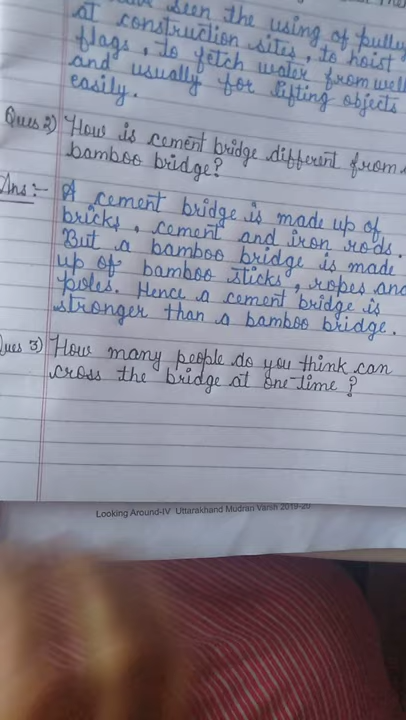 seen the using of pully
at construction sites, to hoist
flags, to fetch water from well
and usually for lifting objects
easily.
Ques 2) How is cement bridge different from
bamboo bridge?
Ans:- A cement bridge is made up of
bricks, cement and iron rods.
But a bamboo bridge is made
up of bamboo sticks, ropes and
poles. Hence a cement bridge is
stronger than a bamboo bridge.
Ques 3) How many people do you think can
cross the bridge at one time?
Looking Around-IV Uttarakhand Mudran Varsh 2019-20